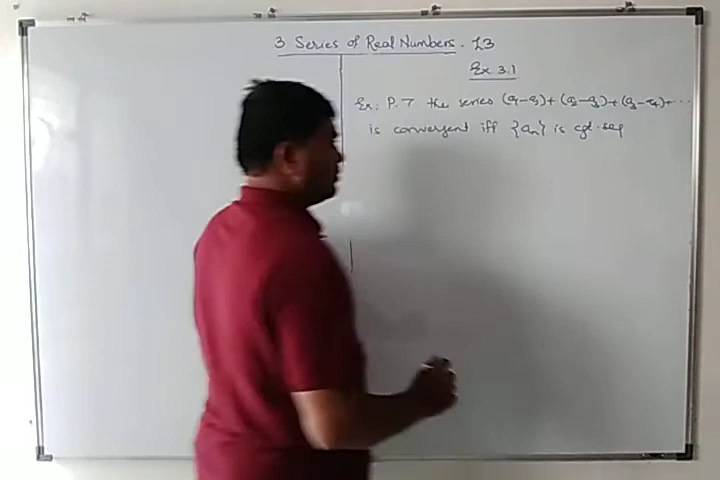 3 Series of Real Numbers. L3
Ex 3.1
Ex: P.T the series (a₁-a₂)+(a₂-a₃)+(a₃-a₄)+...
is convergent iff {aₙ} is cgt. seq